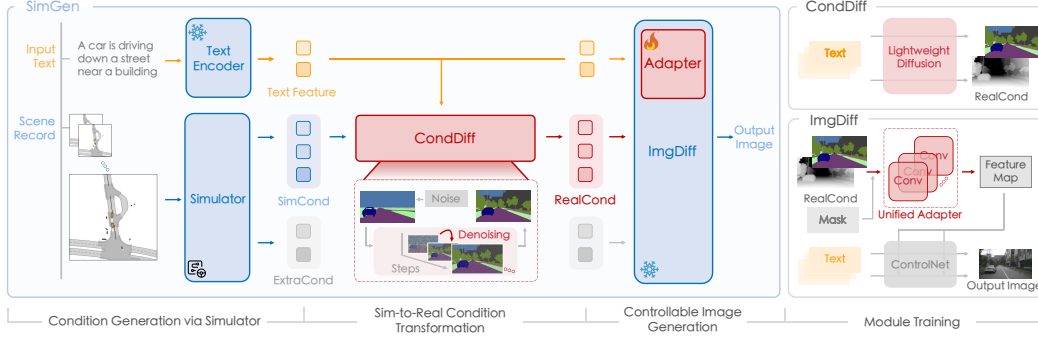 SimGen
Input
Text
A car is driving
down a street
near a building
Text
Encoder
Text Feature
Adapter
Scene
Record
Simulator
SimCond
ExtraCond
CondDiff
Noise
Denoising
Steps
RealCond
ImgDiff
Output
Image
CondDiff
Text
Lightweight
Diffusion
RealCond
ImgDiff
RealCond
Mask
Conv
Conv
Conv
Unified Adapter
Feature
Map
Text
ControlNet
Output Image
Condition Generation via Simulator
Sim-to-Real Condition
Transformation
Controllable Image
Generation
Module Training